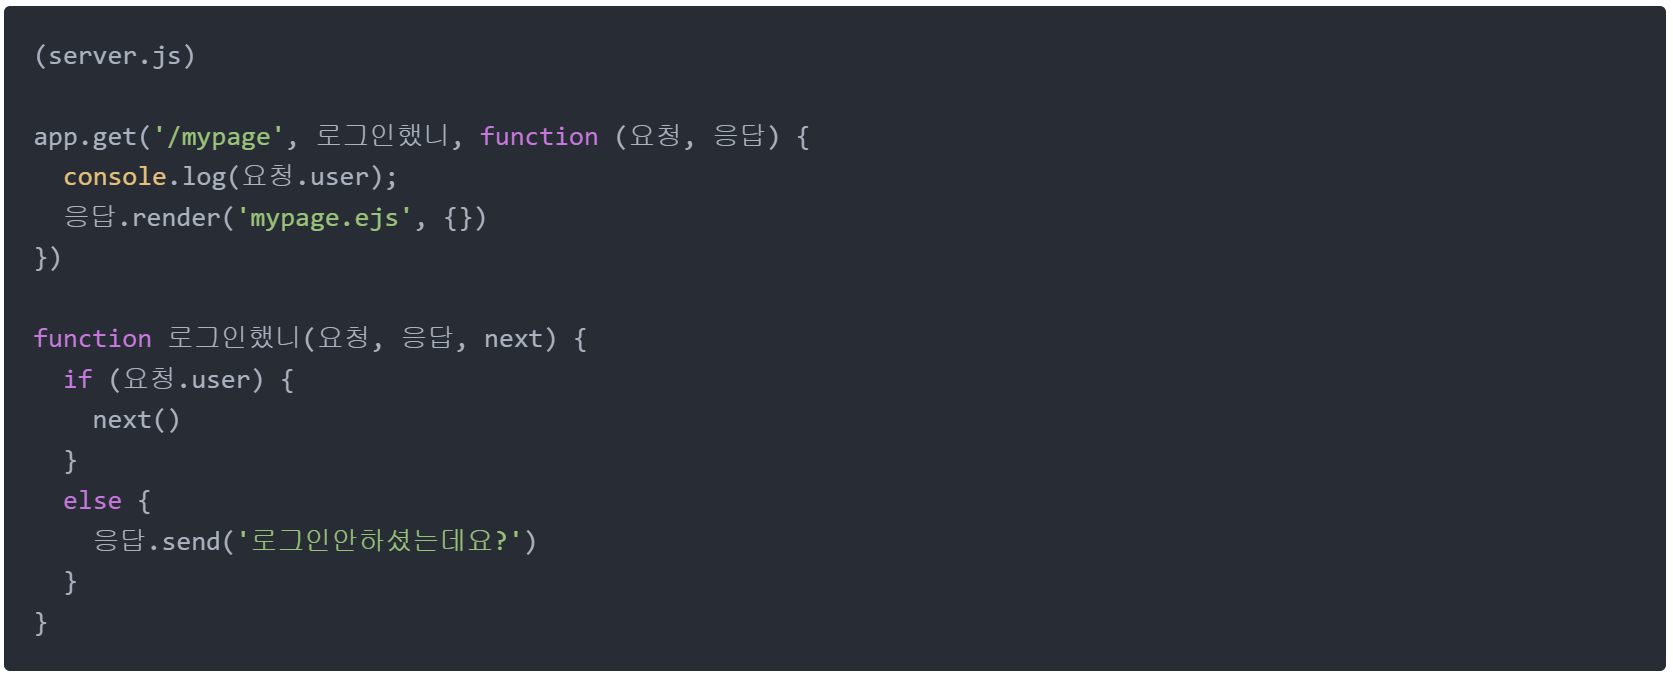 (server.js)
app.get('/mypage', 로그인했니, function (요청, 응답) {
  console.log(요청.user);
  응답.render('mypage.ejs', {})
})
function 로그인했니(요청, 응답, next) {
  if (요청.user) {
    next()
  }
  else {
    응답.send('로그인안하셨는데요?')
  }
}